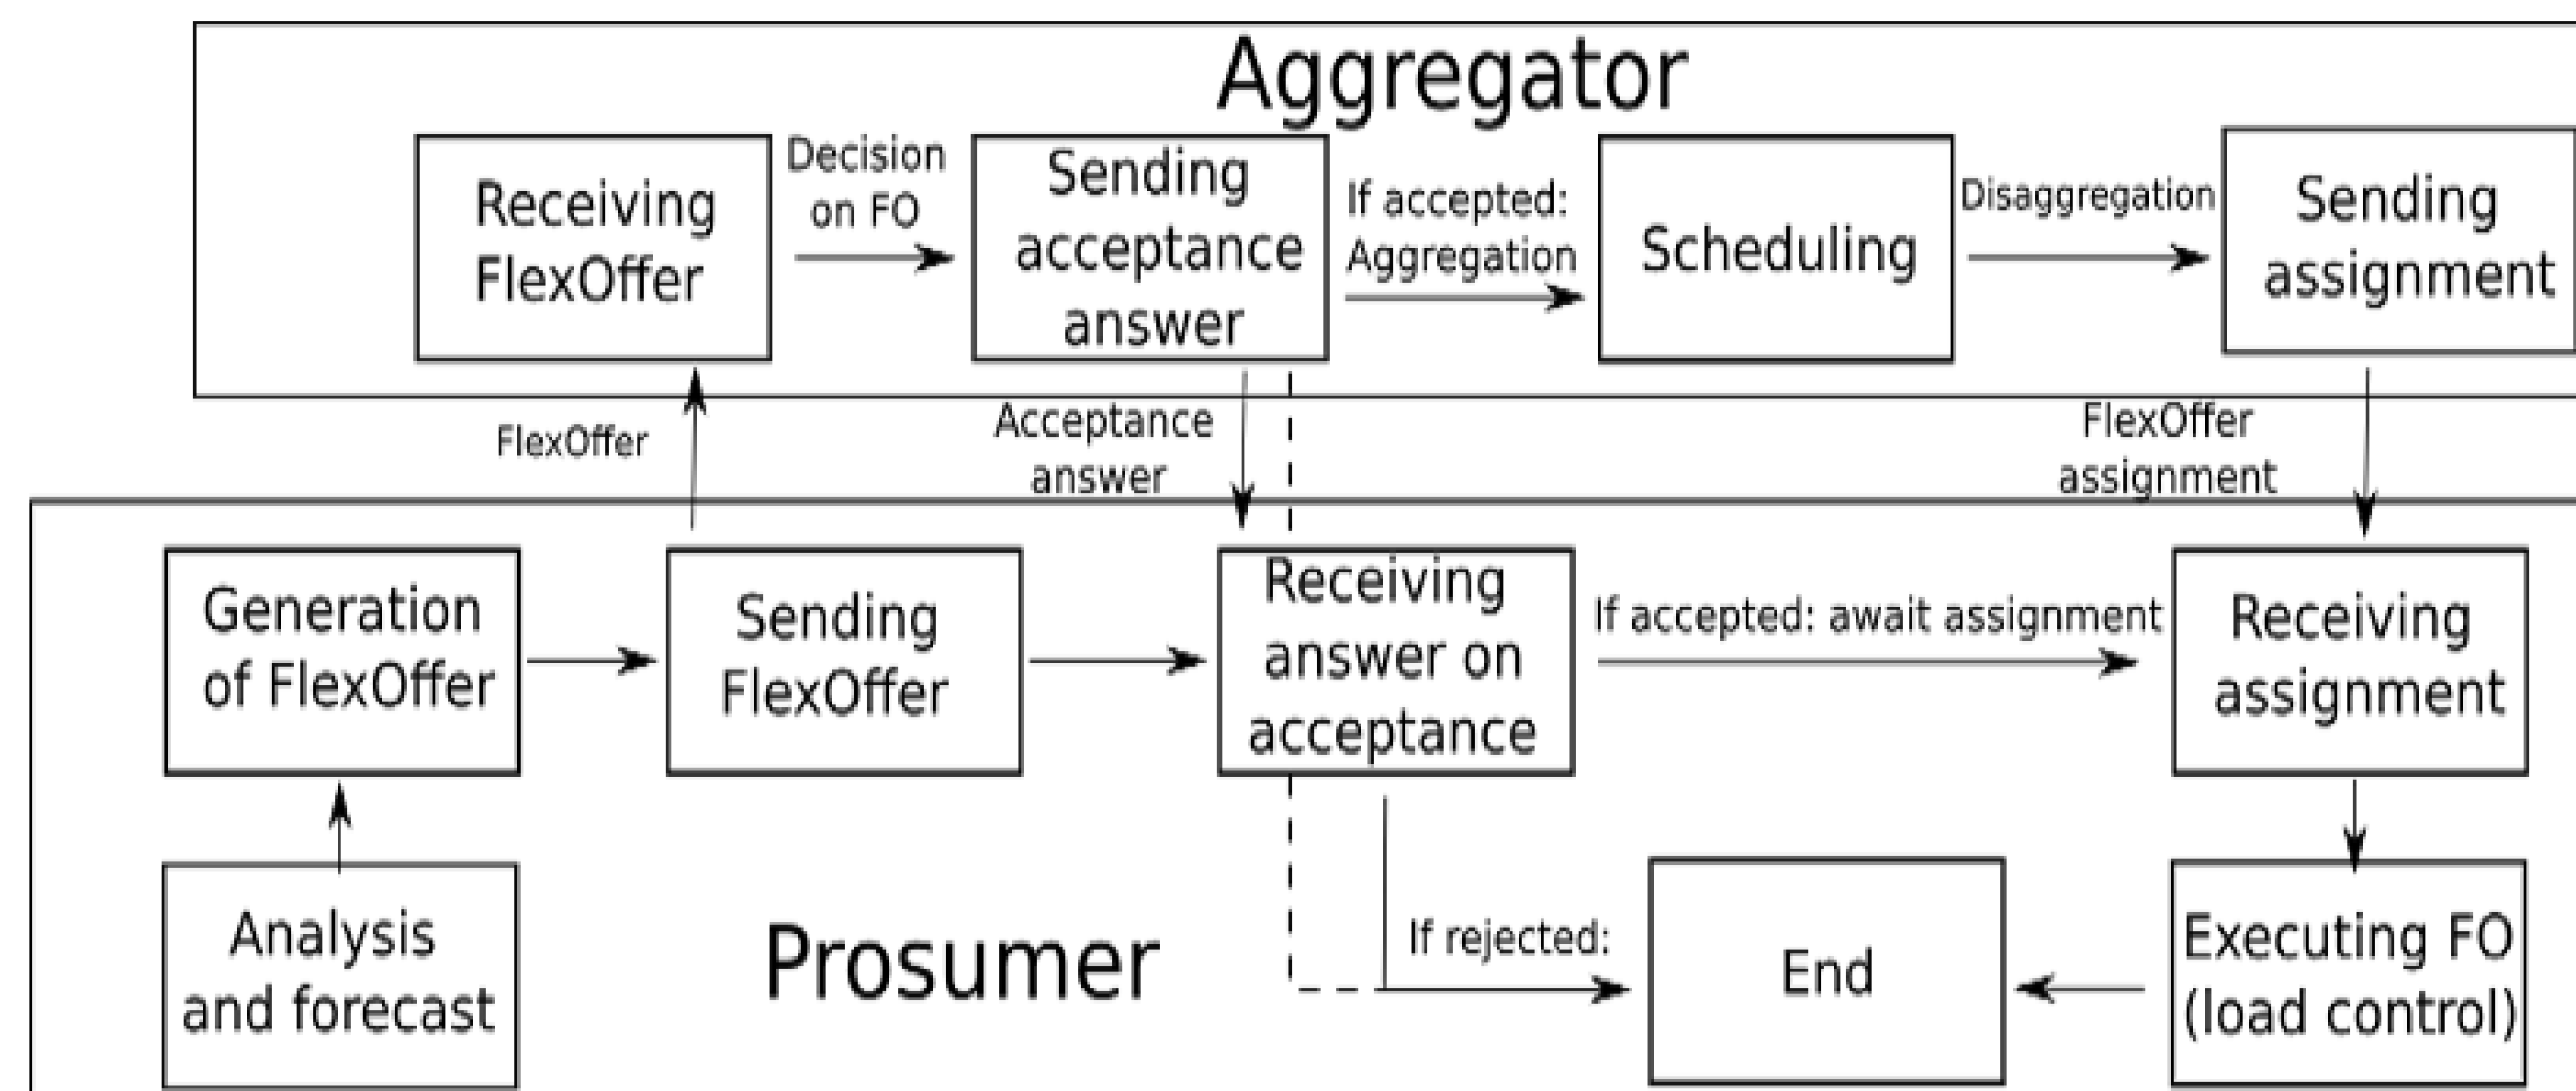 Aggregator
Receiving
FlexOffer
Decision
on FO
Sending
acceptance
answer
If accepted:
Aggregation
Scheduling
Disaggregation
Sending
assignment
FlexOffer
Acceptance
answer
FlexOffer
assignment
Generation
of FlexOffer
Sending
FlexOffer
Receiving
answer on
acceptance
If accepted: await assignment
Receiving
assignment
Analysis
and forecast
Prosumer
If rejected:
End
Executing FO
(load control)